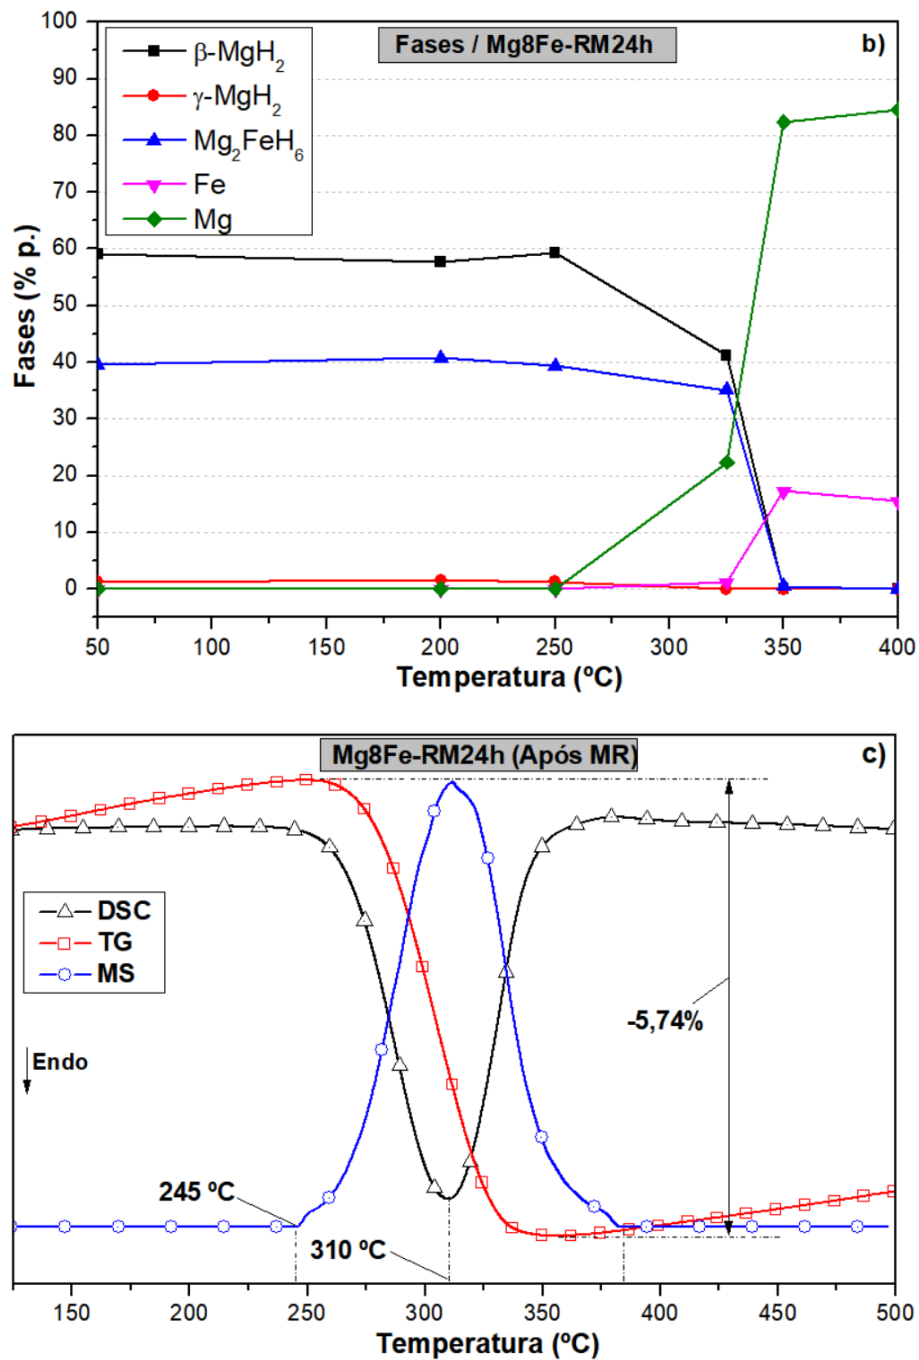 Fases / Mg8Fe-RM24h
b)
β-MgH2
γ-MgH2
Mg2FeH6
Fe
Mg
Fases (% p.)
100
90
80
70
60
50
40
30
20
10
0
50
100
150
200
250
300
350
400
Temperatura (ºC)
Mg8Fe-RM24h (Após MR)
c)
DSC
TG
MS
Endo
-5,74%
245 ºC
310 ºC
150
200
250
300
350
400
450
500
Temperatura (ºC)